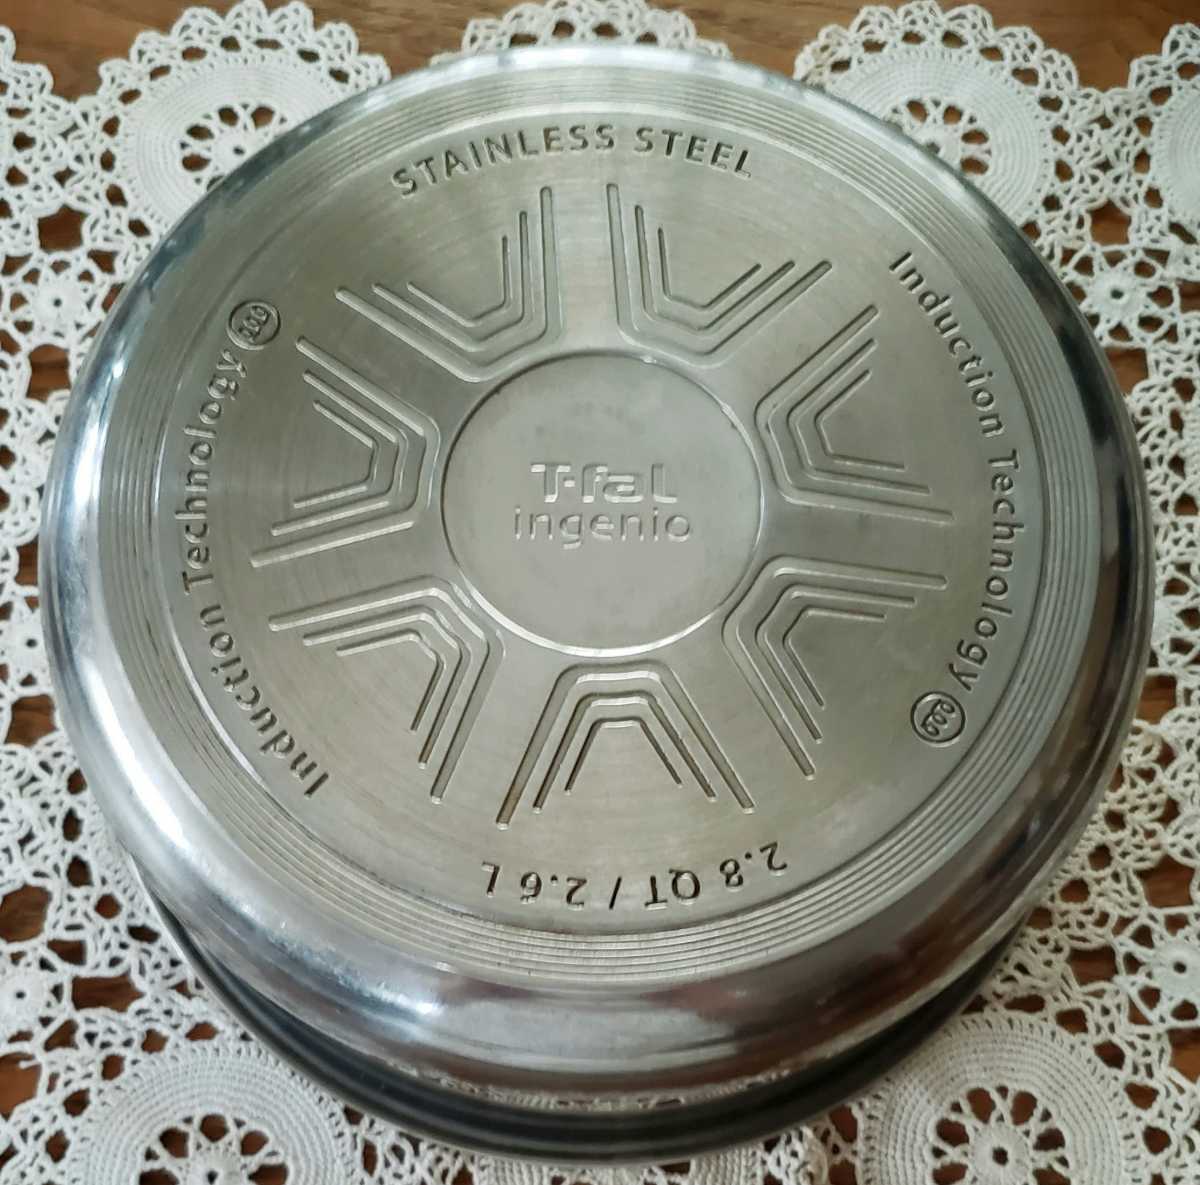 STAINLESS STEEL
Induction Technology
T-fal
ingenio
Induction Technology
2.8 QT / 2.6 L